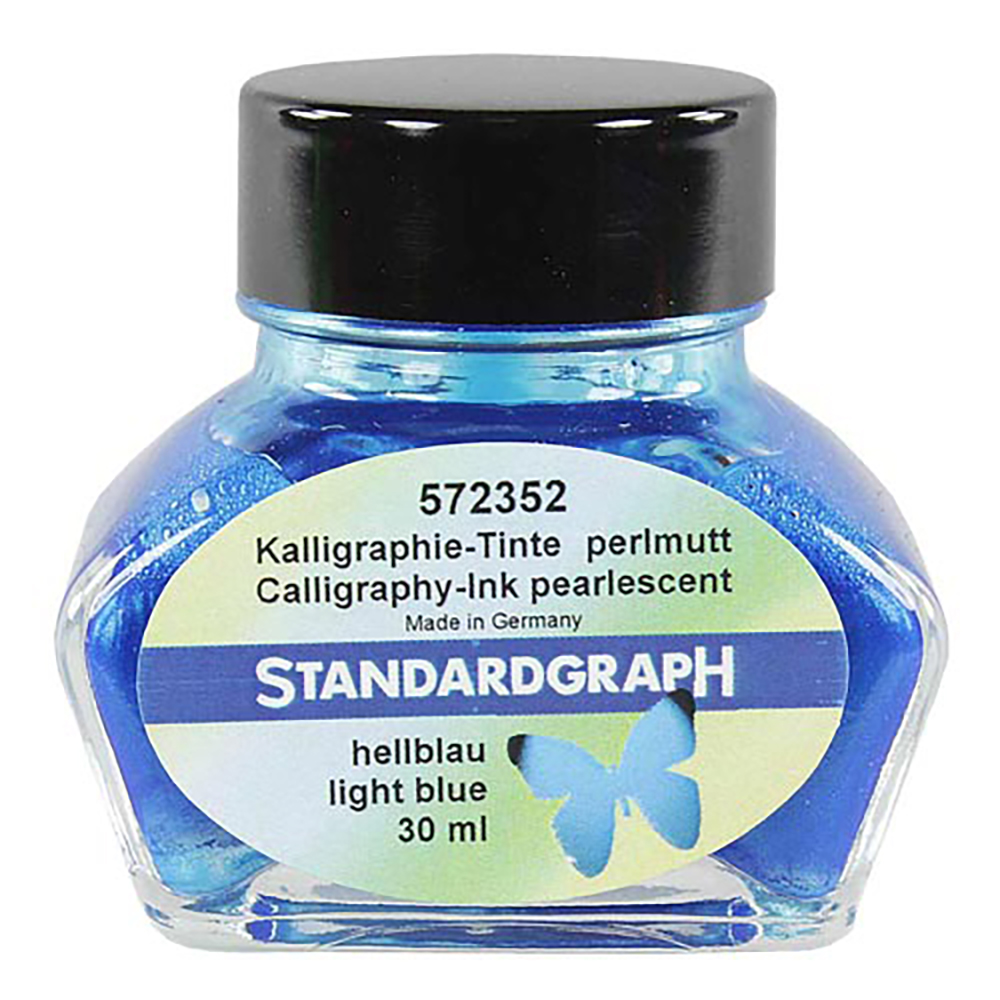 572352
Kalligraphie-Tinte perlmutt
Calligraphy-Ink pearlescent
Made in Germany
STANDARDGRAPH
hellblau
light blue
30 ml